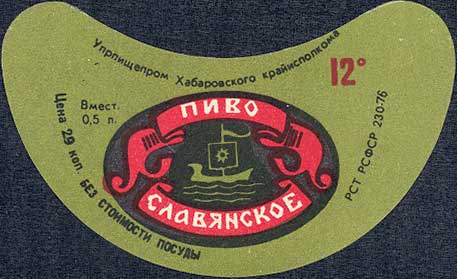 Упрпищепром Хабаровского крайисполкома
12°
Вмест.
0,5 л.
Цена 29 коп. БЕЗ СТОИМОСТИ ПОСУДЫ
ПИВО
СЛАВЯНСКОЕ
РСТ РСФСР 230-76